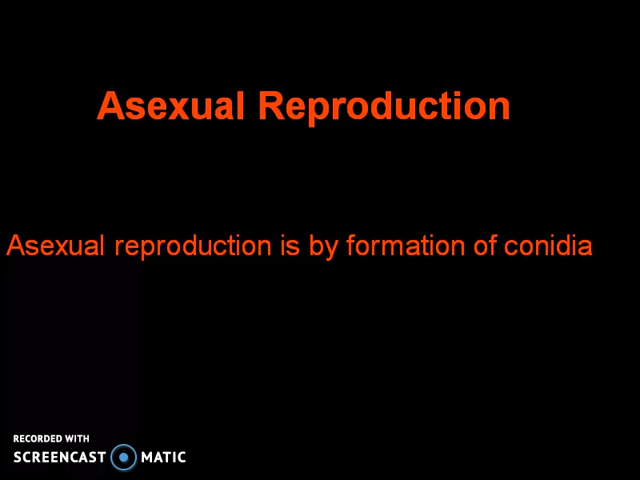 Asexual Reproduction
Asexual reproduction is by formation of conidia
RECORDED WITH
SCREENCAST MATIC